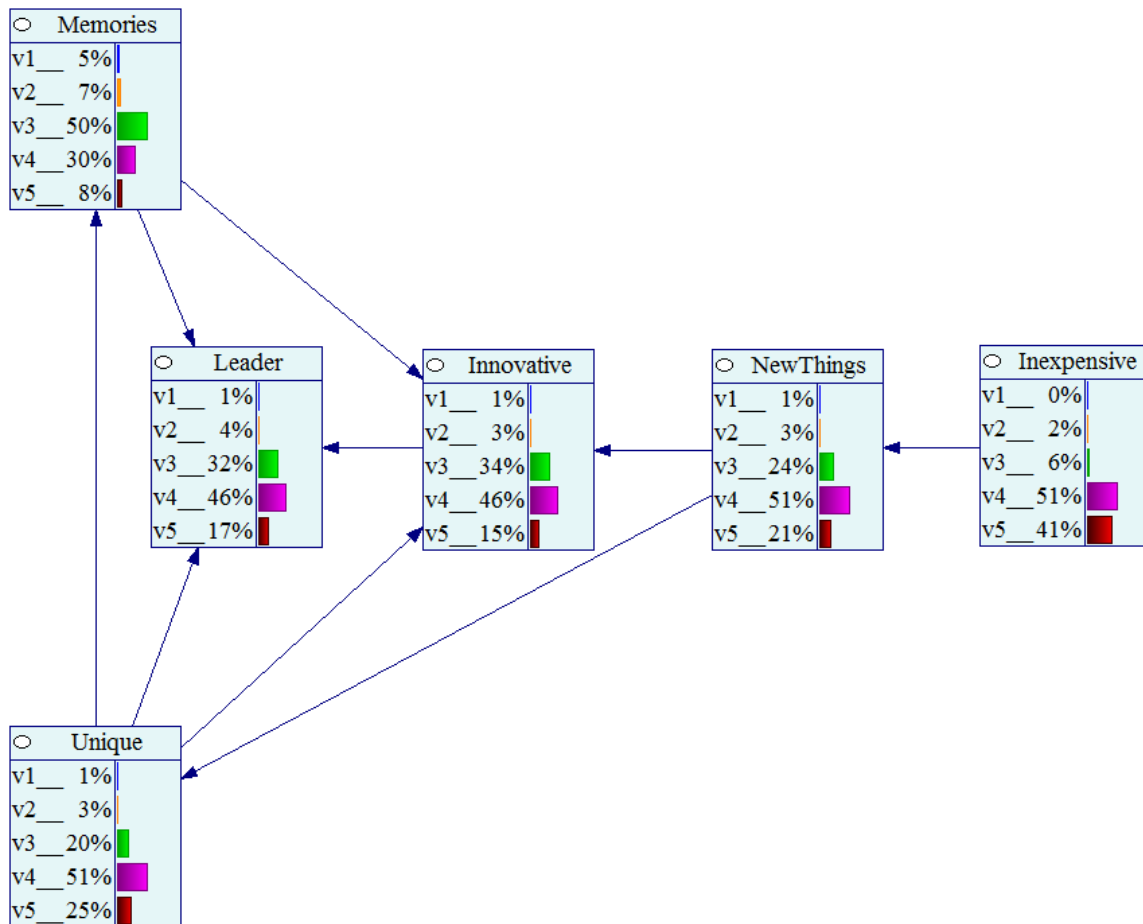 Memories
v1__ 5%
v2__ 7%
v3__50%
v4__30%
v5__ 8%
Leader
v1__ 1%
v2__ 4%
v3__32%
v4__46%
v5__17%
Innovative
v1__ 1%
v2__ 3%
v3__34%
v4__46%
v5__15%
NewThings
v1__ 1%
v2__ 3%
v3__24%
v4__51%
v5__21%
Inexpensive
v1__ 0%
v2__ 2%
v3__ 6%
v4__51%
v5__41%
Unique
v1__ 1%
v2__ 3%
v3__20%
v4__51%
v5__25%